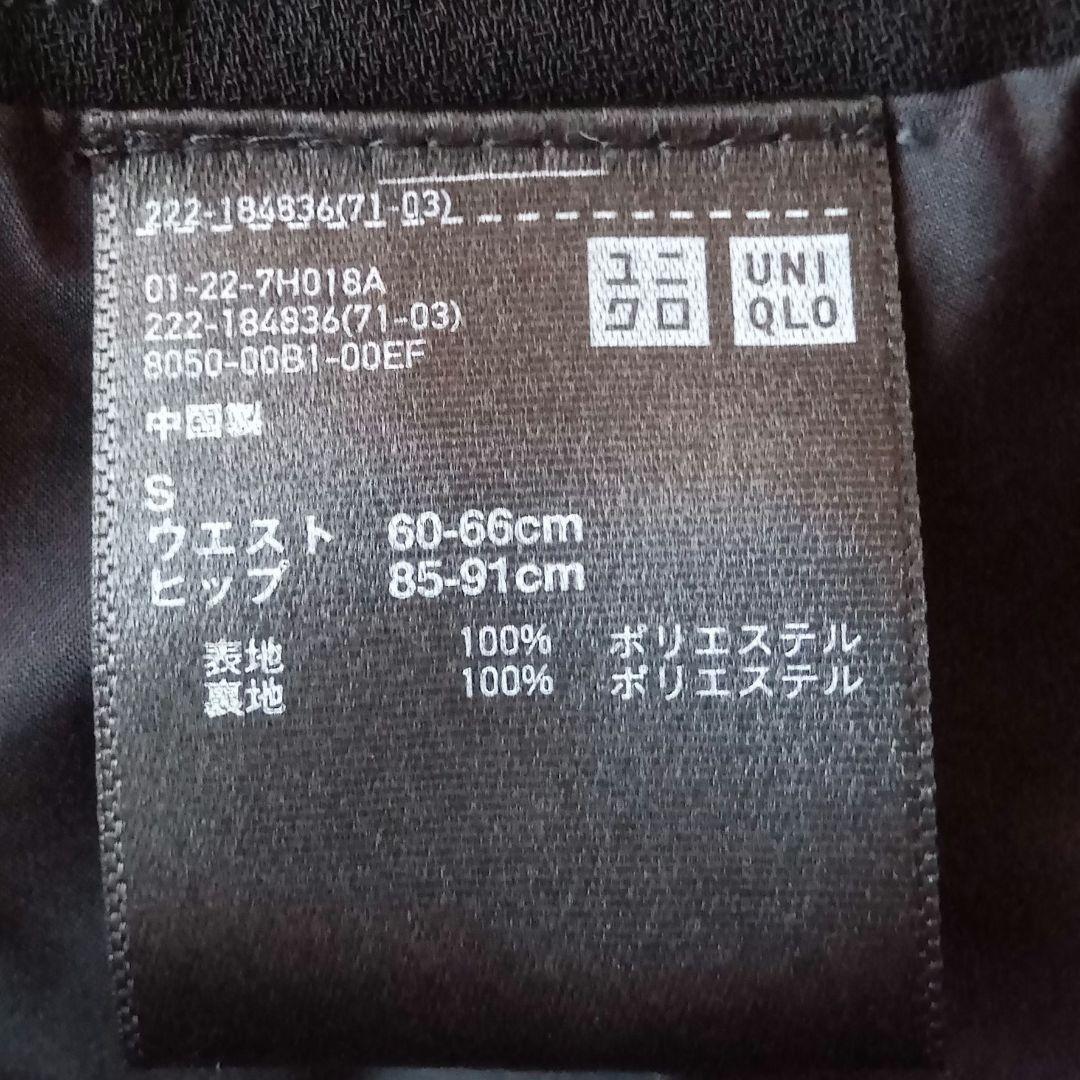 222-184836(71-03)
ユニクロ
UNIQLO
01-22-7H018A
222-184836(71-03)
8050-00B1-00EF
中国製
S
ウエスト 60-66cm
ヒップ 85-91cm
表地 100% ポリエステル
裏地 100% ポリエステル